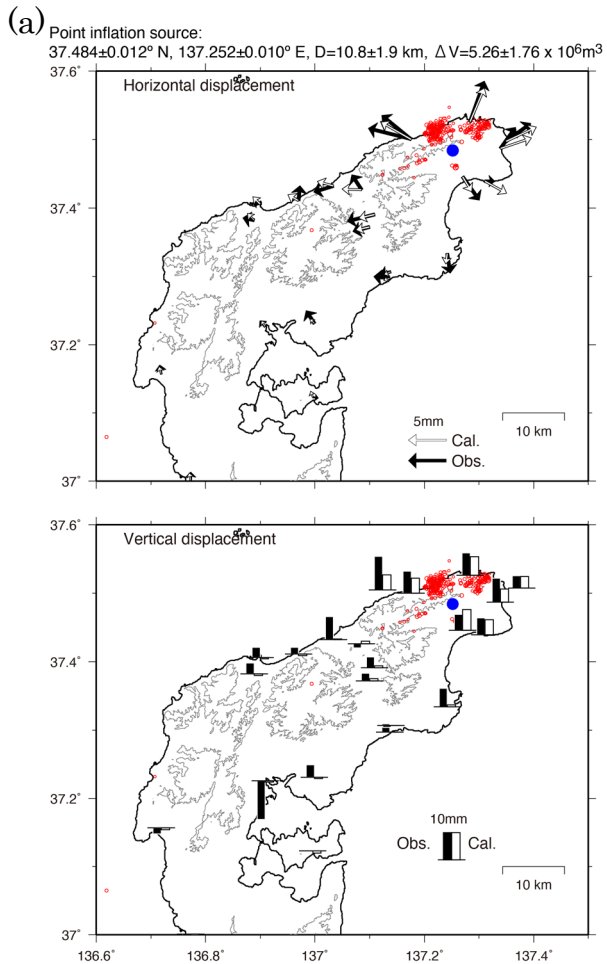 (a)
Point inflation source:
37.484±0.012° N, 137.252±0.010° E, D=10.8±1.9 km, ΔV=5.26±1.76 x 10⁶m³
37.6°
Horizontal displacement
37.4°
37.2°
5mm
Cal.
Obs.
10 km
37°
37.6°
Vertical displacement
37.4°
37.2°
10mm
Obs.
Cal.
10 km
37°
136.6°
136.8°
137°
137.2°
137.4°